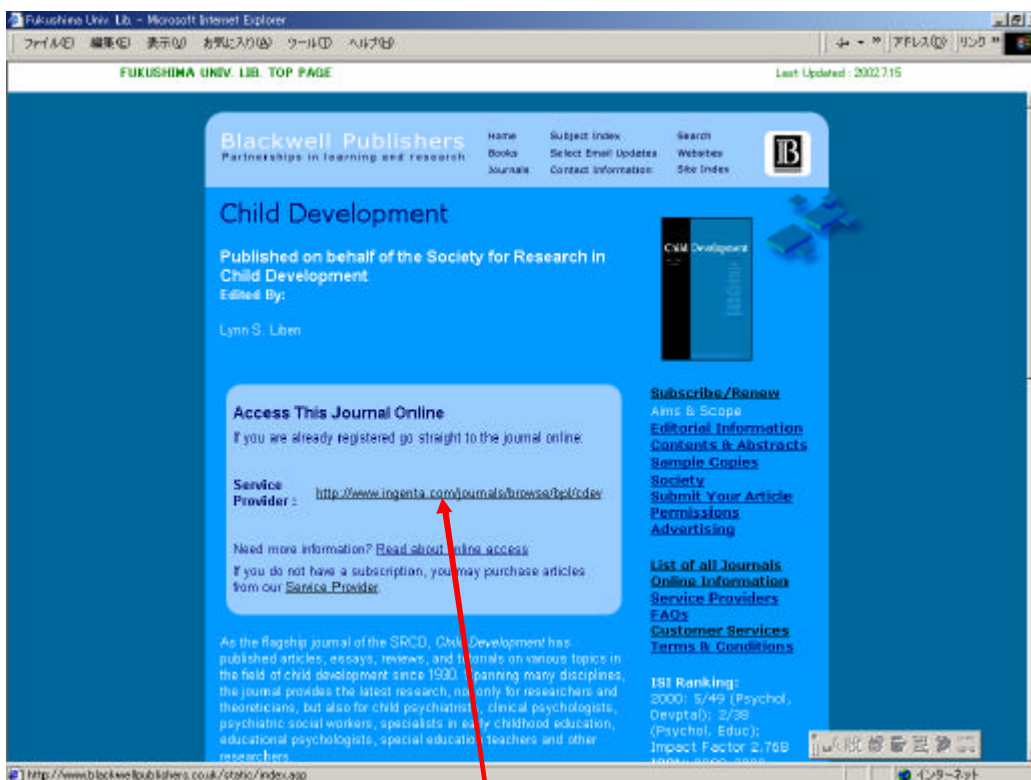 Fukushima Univ. Lib. - Microsoft Internet Explorer
ファイル(F) 編集(E) 表示(V) お気に入り(A) ツール(T) ヘルプ(H)
アドレス(D) リンク »
FUKUSHIMA UNIV. LIB. TOP PAGE
Last Updated : 2002.7.15
Blackwell Publishers
Partnerships in learning and research
Home Subject Index Search
Books Select Email Updates Websites
Journals Contact Information Site Index
B
Child Development
Published on behalf of the Society for Research in
Child Development
Edited By:
Lynn S. Liben
Child Development
Access This Journal Online
If you are already registered go straight to the journal online:
Service
Provider :
http://www.ingenta.com/journals/browse/bpl/cdev
Need more information? Read about online access
If you do not have a subscription, you may purchase articles
from our Service Provider.
As the flagship journal of the SRCD, Child Development has
published articles, essays, reviews, and tutorials on various topics in
the field of child development since 1930. Spanning many disciplines,
the journal provides the latest research, not only for researchers and
theoreticians, but also for child psychiatrists, clinical psychologists,
psychiatric social workers, specialists in early childhood education,
educational psychologists, special education teachers and other
researchers.
Subscribe/Renew
Aims & Scope
Editorial Information
Contents & Abstracts
Sample Copies
Society
Submit Your Article
Permissions
Advertising
List of all Journals
Online Information
Service Providers
FAQs
Customer Services
Terms & Conditions
ISI Ranking:
2000: 5/49 (Psychol,
Devptal); 2/38
(Psychol, Educ);
Impact Factor 2.768
http://www.blackwellpublishers.co.uk/static/index.asp
インターネット